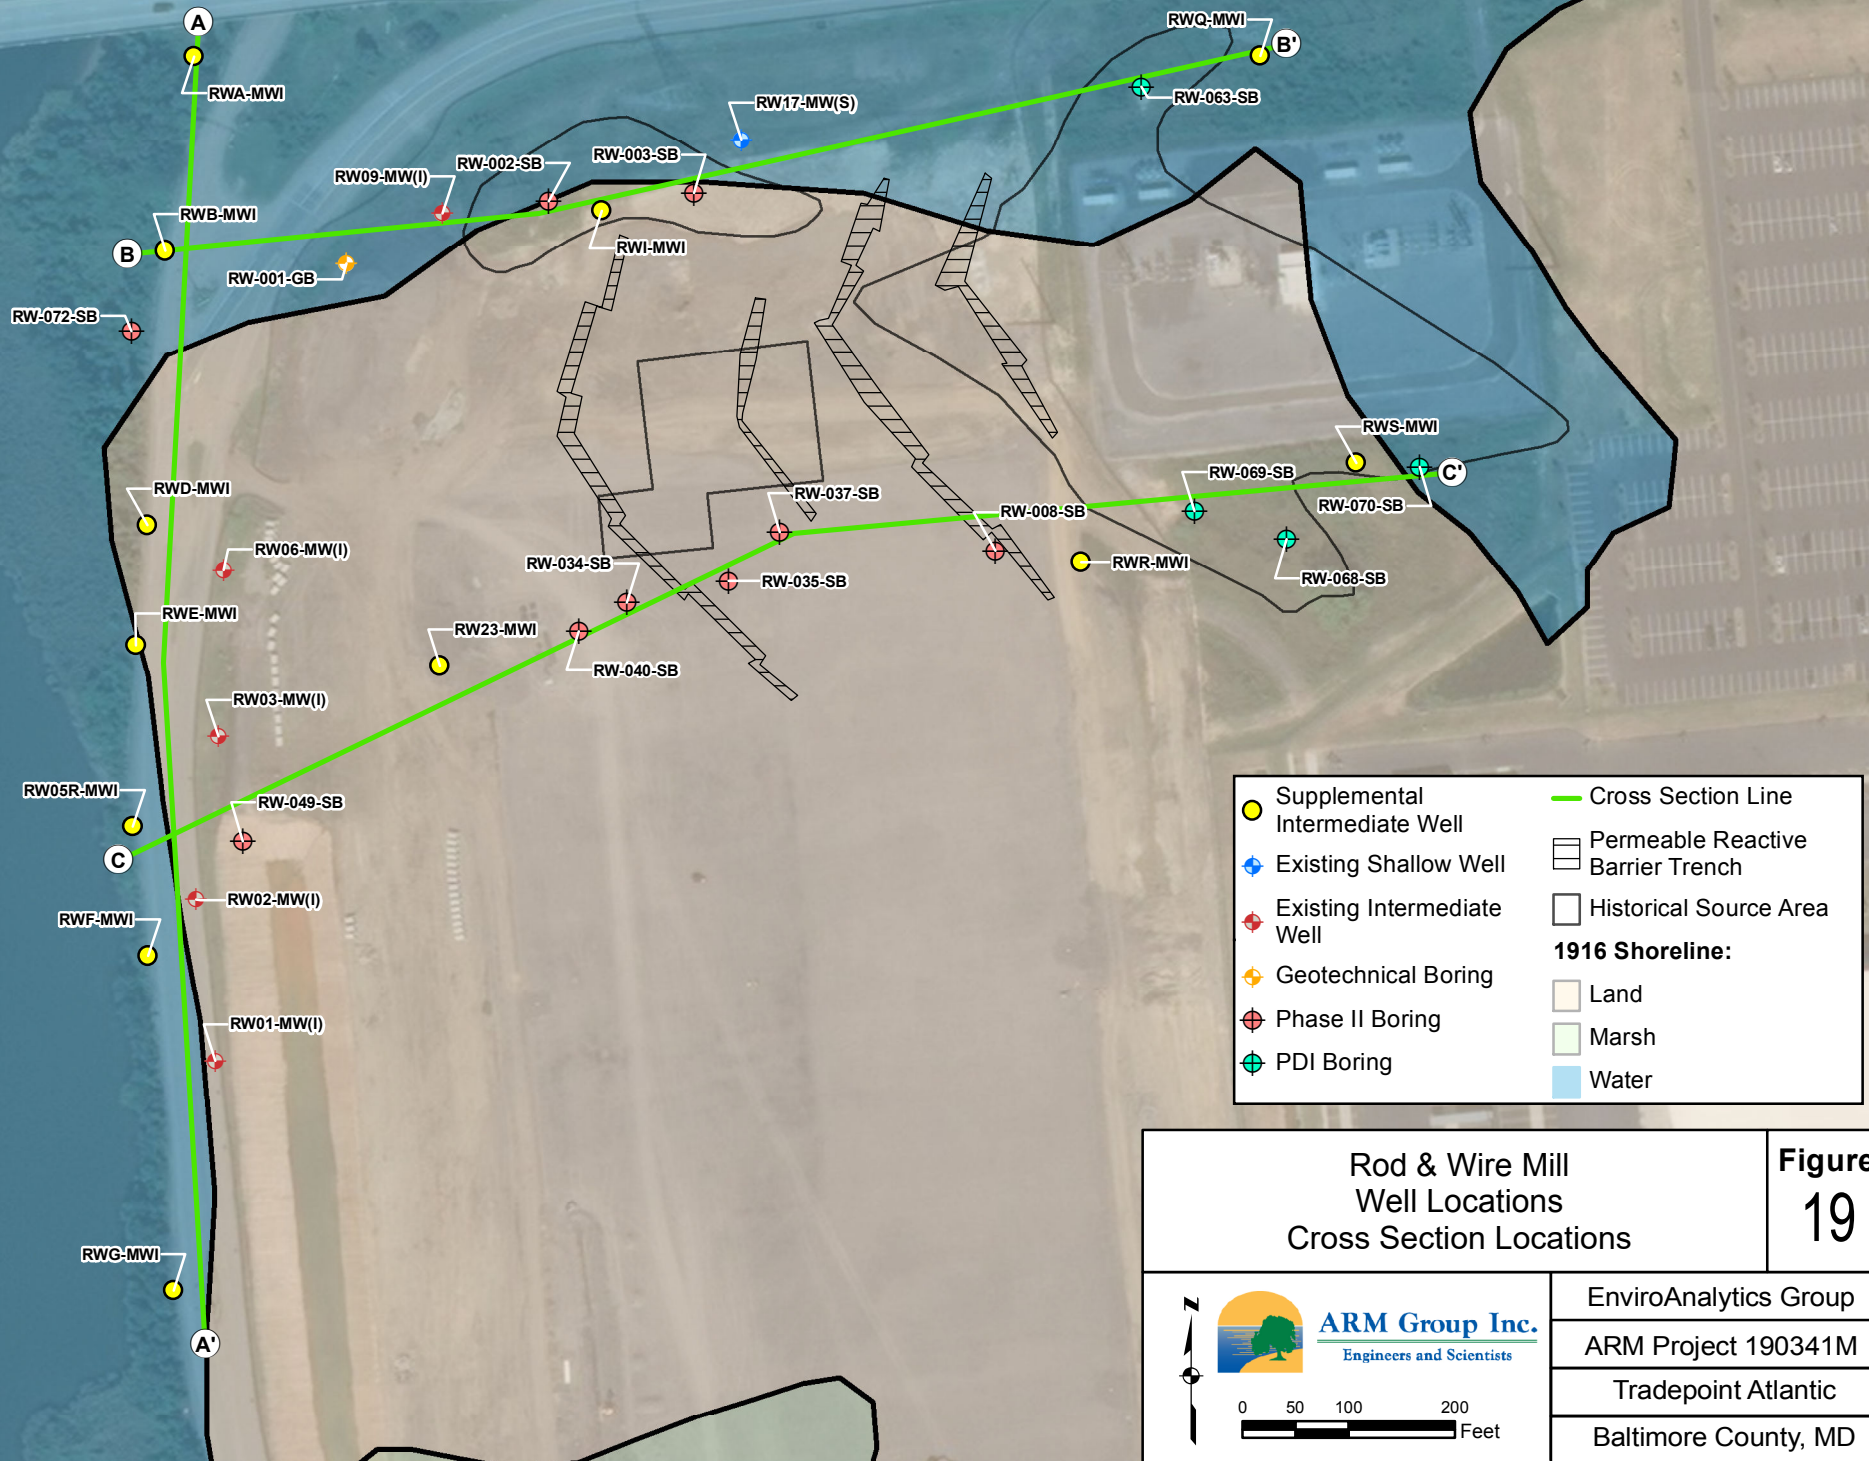 A
RWA-MWI
RWQ-MWI
B'
RW-063-SB
RW17-MW(S)
RW-003-SB
RW-002-SB
RW09-MW(I)
RWB-MWI
B
RWI-MWI
RW-001-GB
RW-072-SB
RWS-MWI
RW-069-SB
C'
RW-070-SB
RWD-MWI
RW-037-SB
RW-008-SB
RW06-MW(I)
RW-034-SB
RW-035-SB
RWR-MWI
RW-068-SB
RWE-MWI
RW23-MWI
RW-040-SB
RW03-MW(I)
RW05R-MWI
RW-049-SB
C
RW02-MW(I)
RWF-MWI
RW01-MW(I)
RWG-MWI
A'
Supplemental
Intermediate Well
Existing Shallow Well
Existing Intermediate
Well
Geotechnical Boring
Phase II Boring
PDI Boring
Cross Section Line
Permeable Reactive
Barrier Trench
Historical Source Area
1916 Shoreline:
Land
Marsh
Water
Rod & Wire Mill
Well Locations
Cross Section Locations
Figure
19
N
ARM Group Inc.
Engineers and Scientists
0 50 100 200
Feet
EnviroAnalytics Group
ARM Project 190341M
Tradepoint Atlantic
Baltimore County, MD